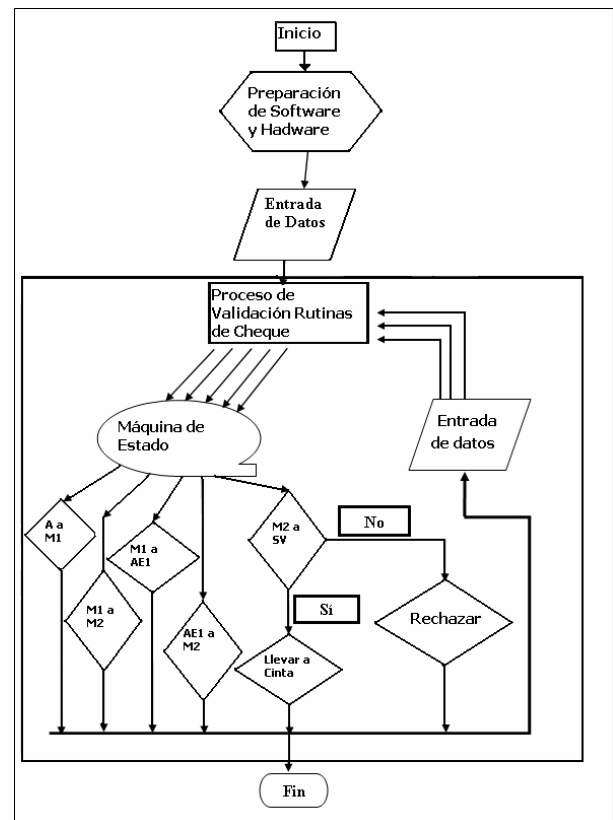 Inicio
Preparación
de Software
y Hadware
Entrada
de Datos
Proceso de
Validación Rutinas
de Cheque
Máquina de
Estado
Entrada
de datos
A a
M1
M1 a
M2
M1 a
AE1
AE1 a
M2
M2 a
SV
No
Sí
Llevar a
Cinta
Rechazar
Fin